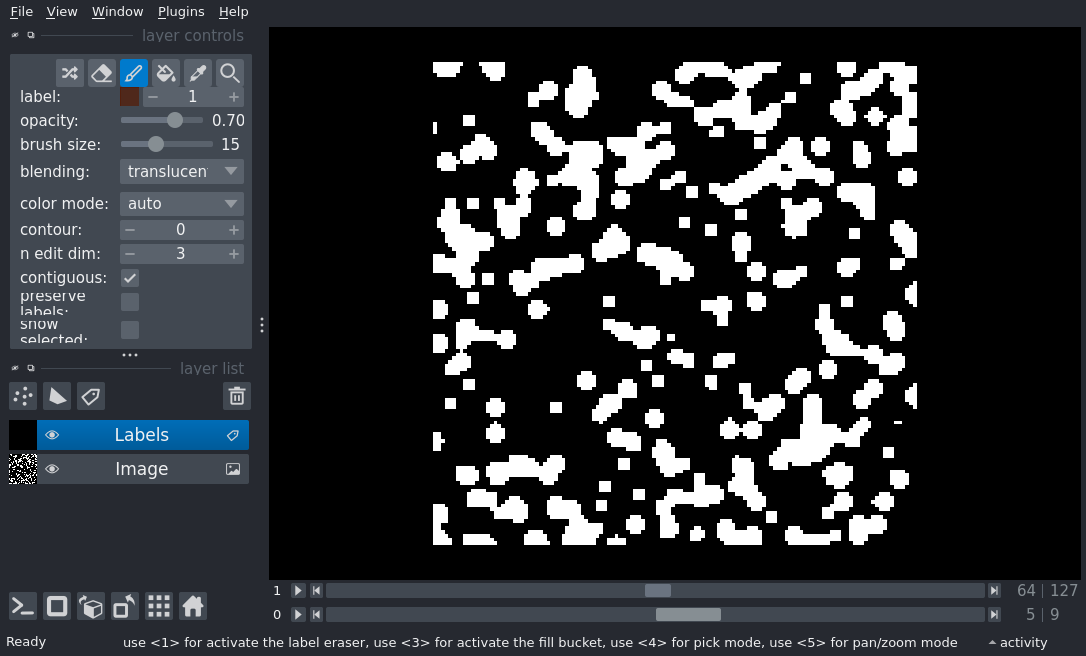 File View Window Plugins Help
layer controls
label: 1
opacity: 0.70
brush size: 15
blending: translucen
color mode: auto
contour: 0
n edit dim: 3
contiguous:
preserve
labels:
show
selected:
layer list
Labels
Image
1 64 127
0 5 9
Ready use <1> for activate the label eraser, use <3> for activate the fill bucket, use <4> for pick mode, use <5> for pan/zoom mode activity